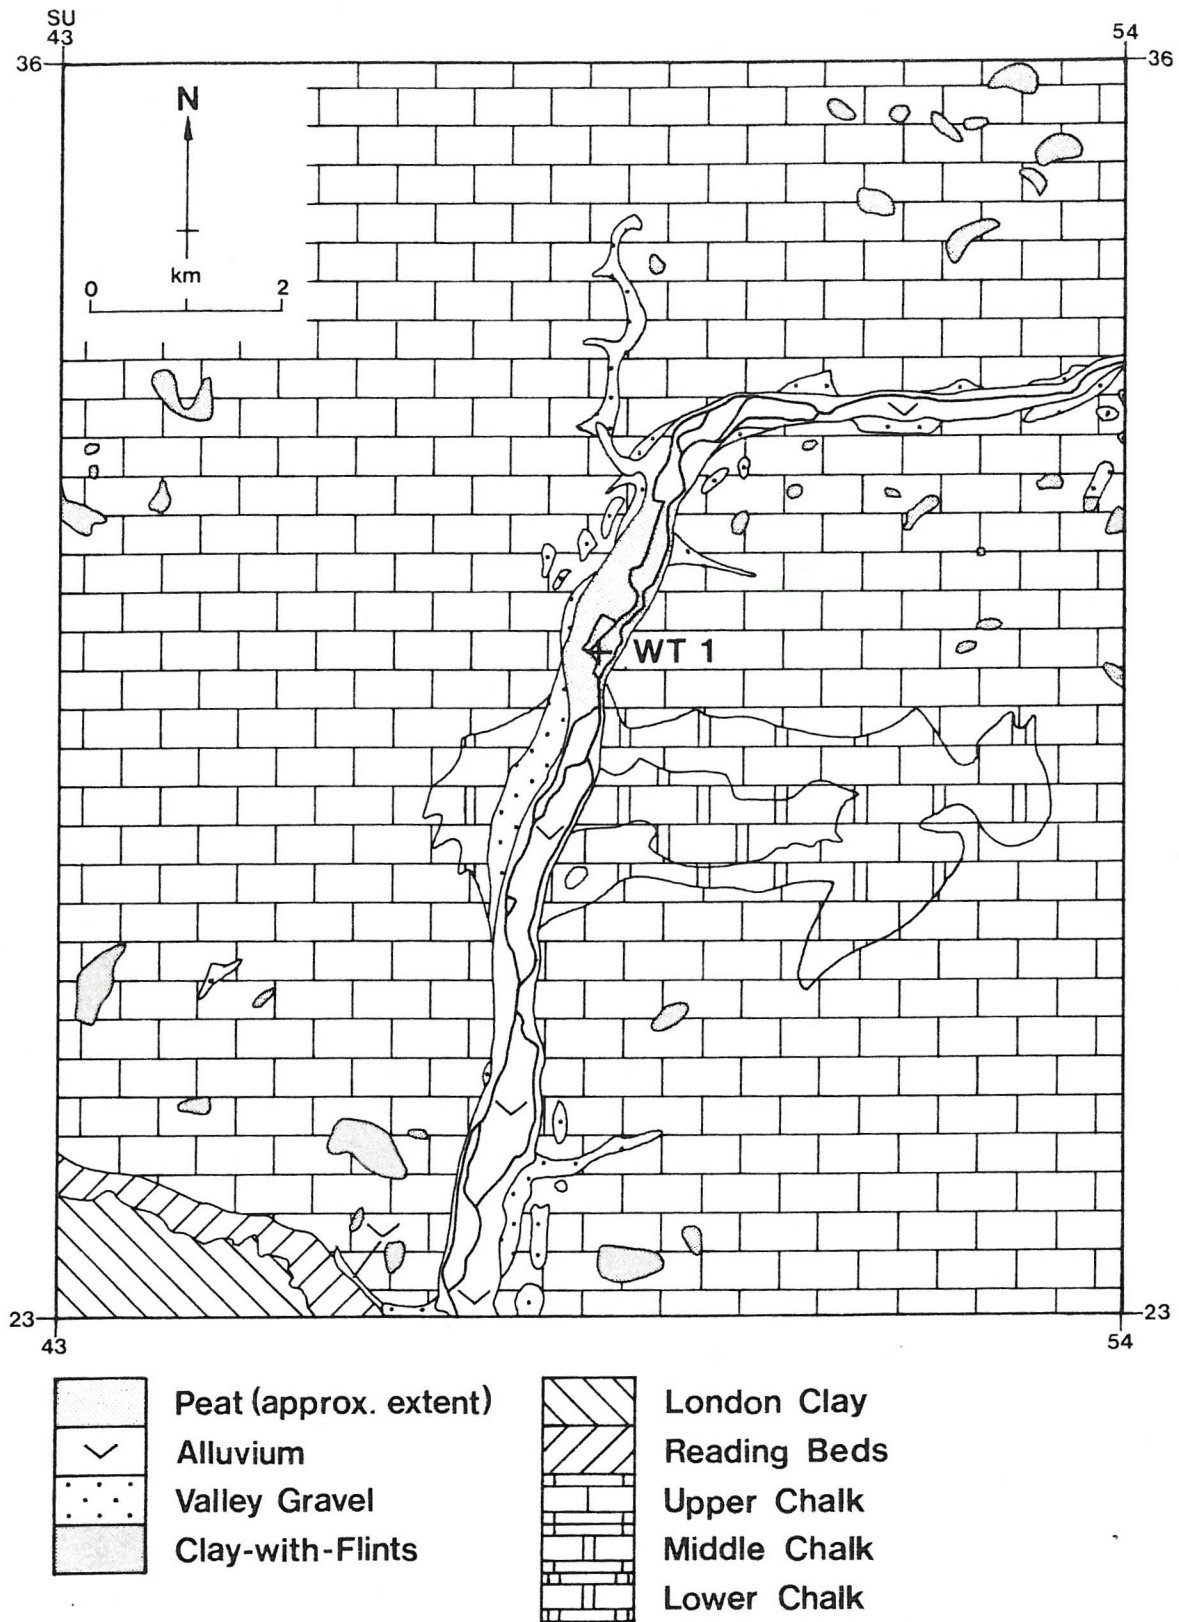 SU
43
54
36
36
N
km
0
2
WT 1
23
23
43
54
Peat (approx. extent)
Alluvium
Valley Gravel
Clay-with-Flints
London Clay
Reading Beds
Upper Chalk
Middle Chalk
Lower Chalk